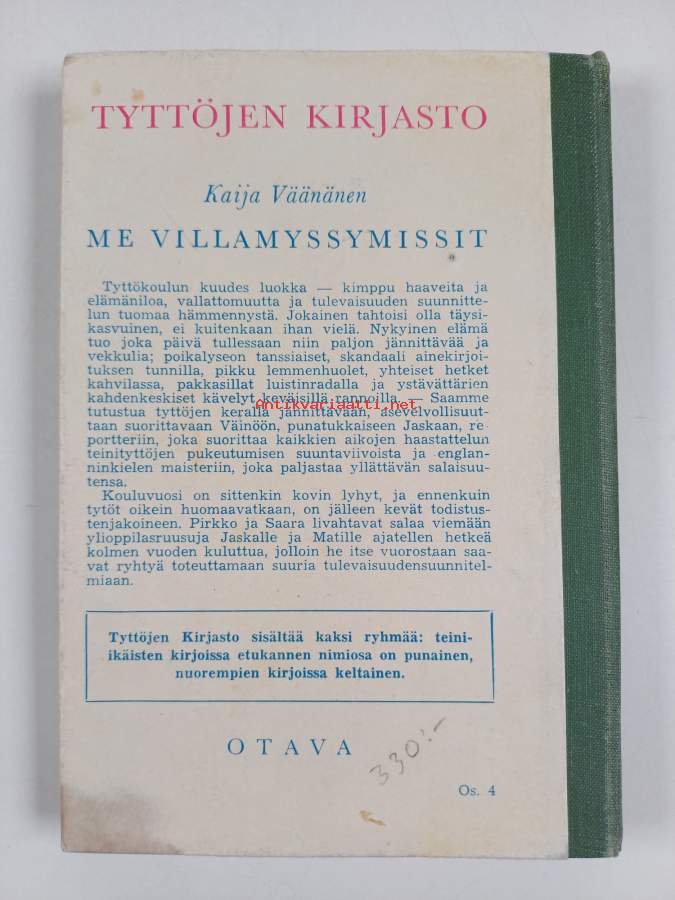 TYTTÖJEN KIRJASTO
Kaija Väänänen
ME VILLAMYSSYMISSIT
Tyttökoulun kuudes luokka — kimppu haaveita ja
elämäniloa, vallattomuutta ja tulevaisuuden suunnitte-
lun tuomaa hämmennystä. Jokainen tahtoisi olla täysi-
kasvuinen, ei kuitenkaan ihan vielä. Nykyinen elämä
tuo joka päivä tullessaan niin paljon jännittävää ja
vekkulia; poikalyseon tanssiaiset, skandaali ainekirjoi-
tuksen tunnilla, pikku lemmenhuolet, yhteiset hetket
kahvilassa, pakkasillat luistinradalla ja ystävättärien
kahdenkeskiset kävelyt keväisillä rannoilla. — Saamme
Antikvariaatti.net
tutustua tyttöjen keralla jännittävään, asevelvollisuut-
taan suorittavaan Väinöön, punatukkaiseen Jaskaan, re
portteriin, joka suorittaa kaikkien aikojen haastattelun
teinityttöjen pukeutumisen suuntaviivoista ja englan-
ninkielen maisteriin, joka paljastaa yllättävän salaisuu-
tensa.
Kouluvuosi on sittenkin kovin lyhyt, ja ennenkuin
tytöt oikein huomaavatkaan, on jälleen kevät todistus-
tenjakoineen. Pirkko ja Saara livahtavat salaa viemään
ylioppilasruusuja Jaskalle ja Matille ajatellen hetkeä
kolmen vuoden kuluttua, jolloin he itse vuorostaan saa-
vat ryhtyä toteuttamaan suuria tulevaisuudensuunnitel-
miaan.
Tyttöjen Kirjasto sisältää kaksi ryhmää: teini-
ikäisten kirjoissa etukannen nimiosa on punainen,
nuorempien kirjoissa keltainen.
OTAVA
330:-
Os. 4